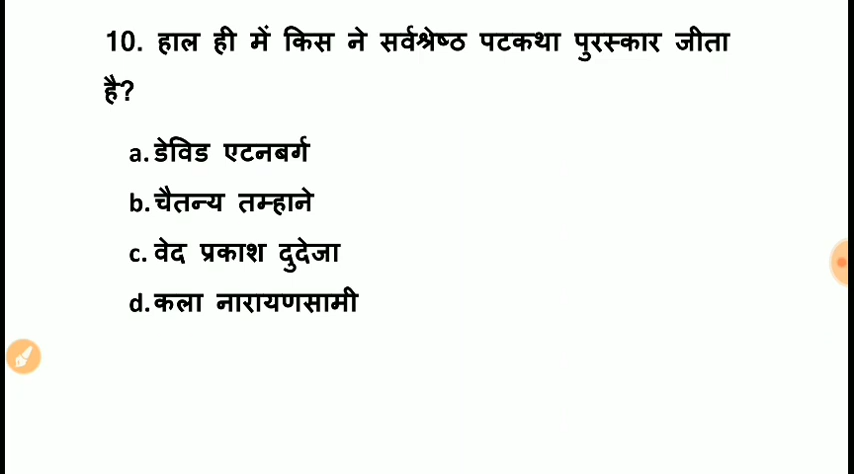 10. हाल ही में किस ने सर्वश्रेष्ठ पटकथा पुरस्कार जीता
है?
a. डेविड एटनबर्ग
b. चैतन्य तम्हाने
c. वेद प्रकाश दुदेजा
d. कला नारायणसामी